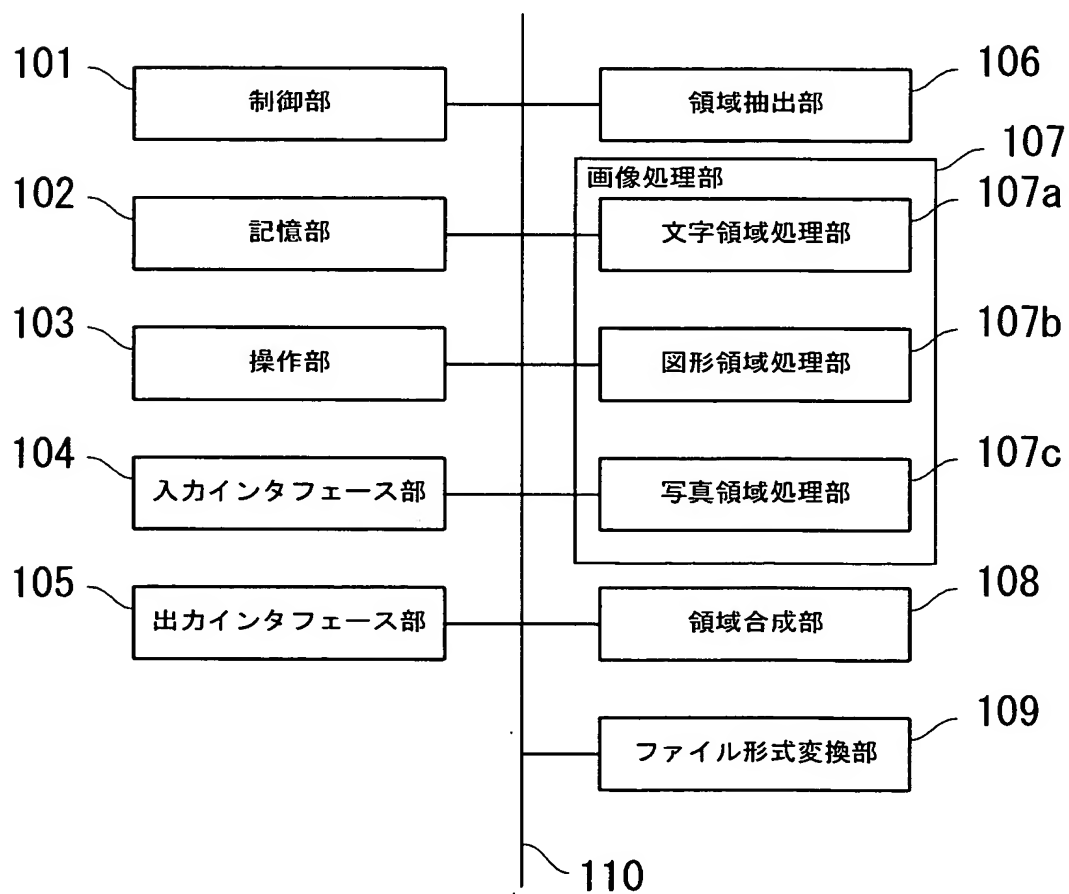 101
制御部
106
領域抽出部
107
画像処理部
102
記憶部
107a
文字領域処理部
103
操作部
107b
図形領域処理部
104
入力インタフェース部
107c
写真領域処理部
105
出力インタフェース部
108
領域合成部
109
ファイル形式変換部
110